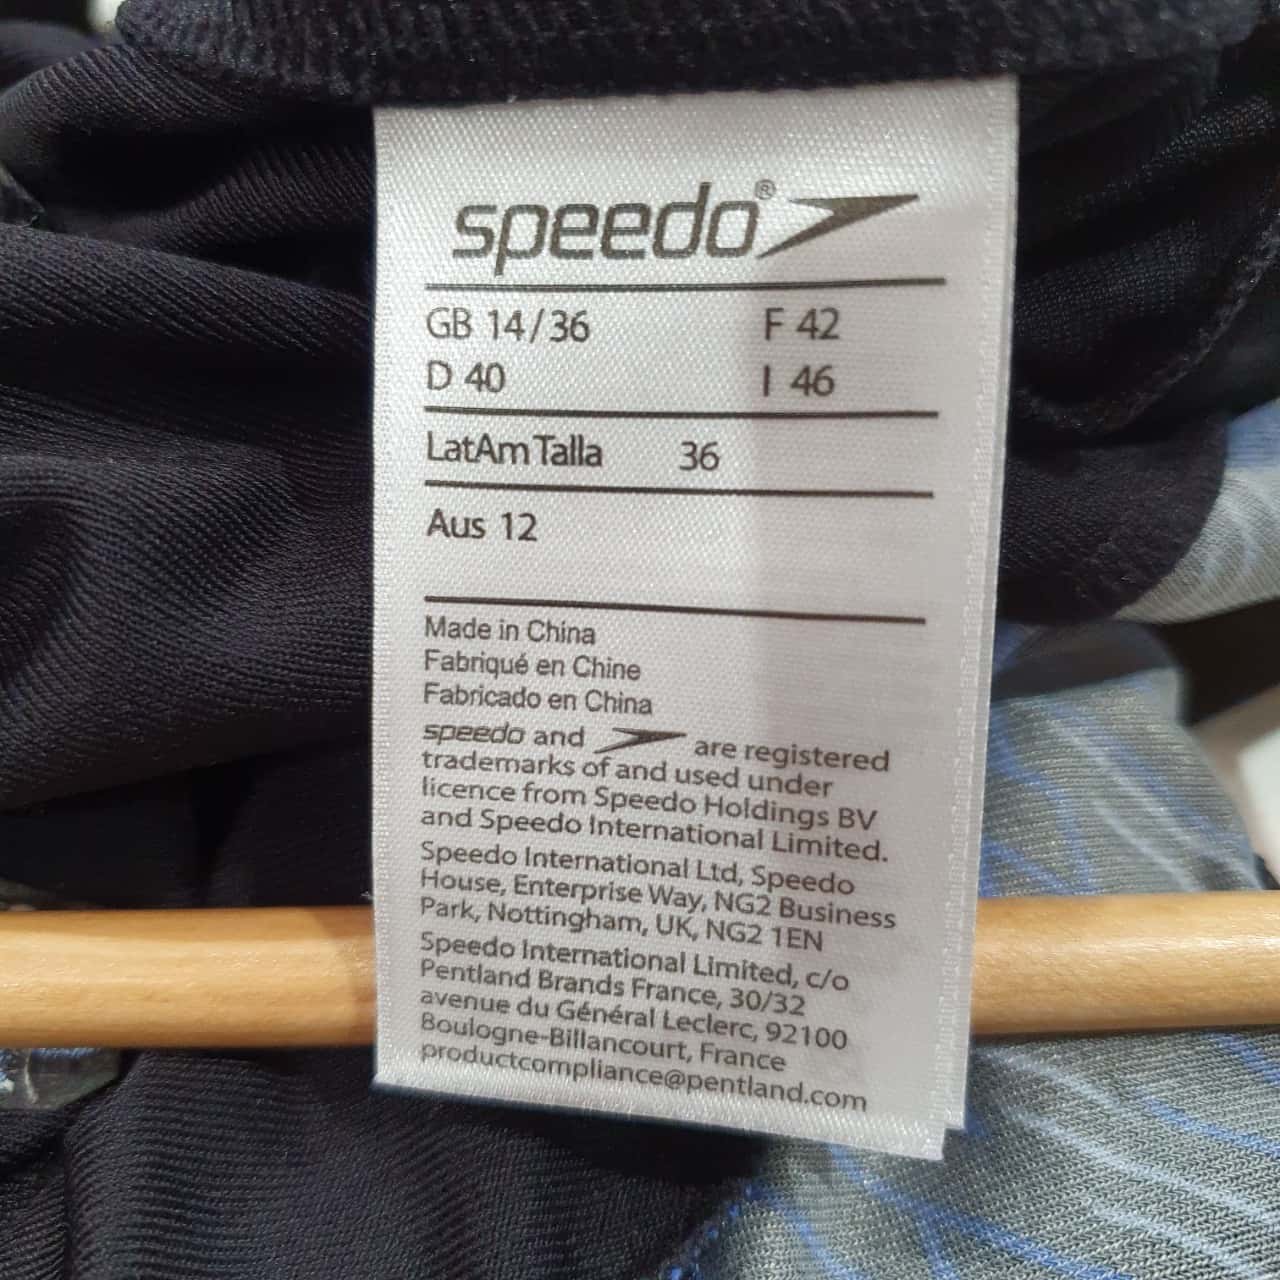 speedo®
GB 14/36 F 42
D 40 I 46
LatAm Talla 36
Aus 12
Made in China
Fabriqué en Chine
Fabricado en China
speedo and are registered
trademarks of and used under
licence from Speedo Holdings BV
and Speedo International Limited.
Speedo International Ltd, Speedo
House, Enterprise Way, NG2 Business
Park, Nottingham, UK, NG2 1EN
Speedo International Limited, c/o
Pentland Brands France, 30/32
avenue du Général Leclerc, 92100
Boulogne-Billancourt, France
productcompliance@pentland.com